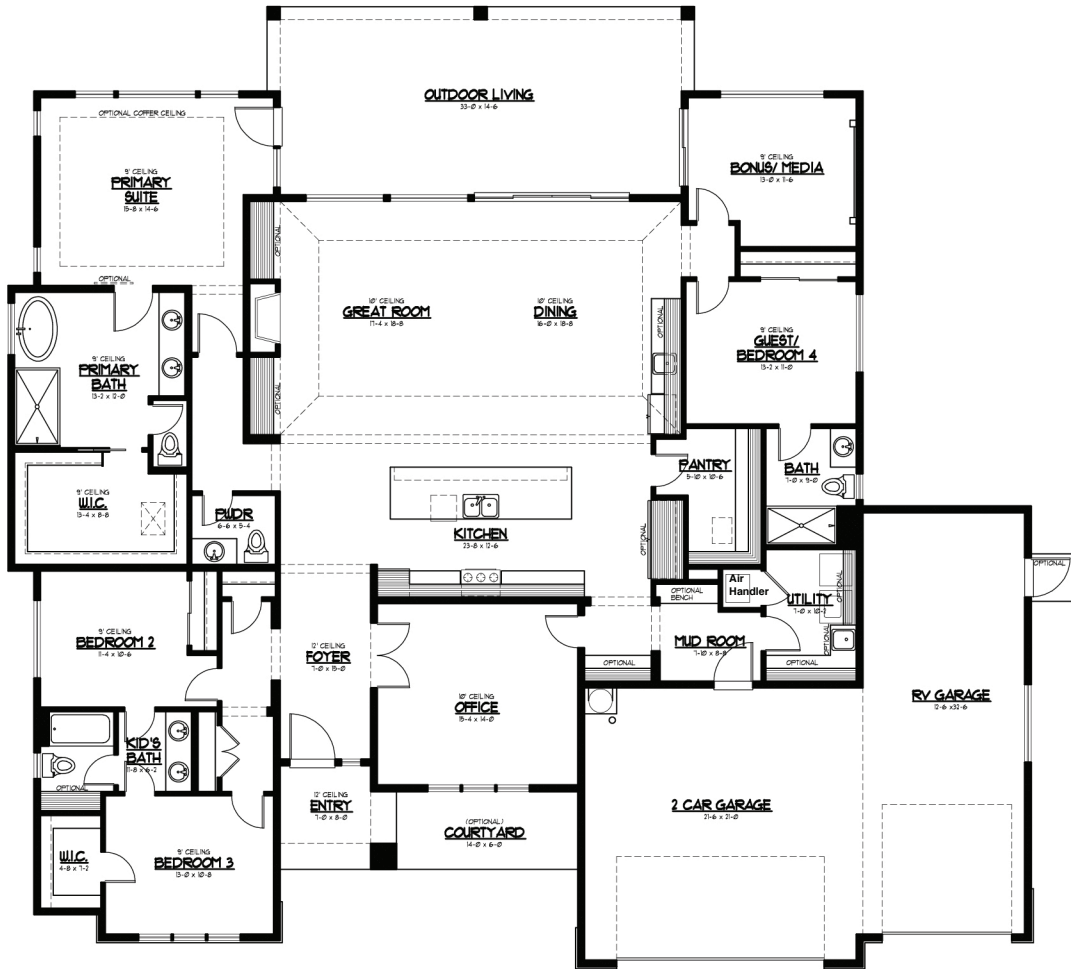 OUTDOOR LIVING
33-0 x 14-6
OPTIONAL COFFER CEILING
9' CEILING
PRIMARY
SUITE
15-8 x 14-6
OPTIONAL
9' CEILING
BONUS/ MEDIA
13-0 x 11-6
OPTIONAL
10' CEILING
GREAT ROOM
17-4 x 18-8
10' CEILING
DINING
16-0 x 18-8
OPTIONAL
9' CEILING
GUEST/
BEDROOM 4
13-2 x 11-0
9' CEILING
PRIMARY
BATH
13-2 x 12-0
OPTIONAL
PANTRY
5-10 x 10-6
BATH
7-0 x 9-0
9' CEILING
W.I.C.
13-4 x 8-8
PWDR
6-6 x 5-4
KITCHEN
23-8 x 12-6
OPTIONAL
OPTIONAL
BENCH
Air
Handler
UTILITY
7-0 x 10-2
OPTIONAL
OPTIONAL
OPTIONAL
9' CEILING
BEDROOM 2
11-4 x 10-6
12' CEILING
FOYER
7-0 x 15-0
MUD ROOM
7-10 x 8-8
OPTIONAL
OPTIONAL
10' CEILING
OFFICE
15-4 x 14-0
RV GARAGE
12-6 x32-6
KID'S
BATH
11-8 x 6-2
OPTIONAL
12' CEILING
ENTRY
7-0 x 8-0
(OPTIONAL)
COURTYARD
14-0 x 6-0
2 CAR GARAGE
21-6 x 21-0
W.I.C.
4-8 x 7-2
9' CEILING
BEDROOM 3
13-0 x 10-8